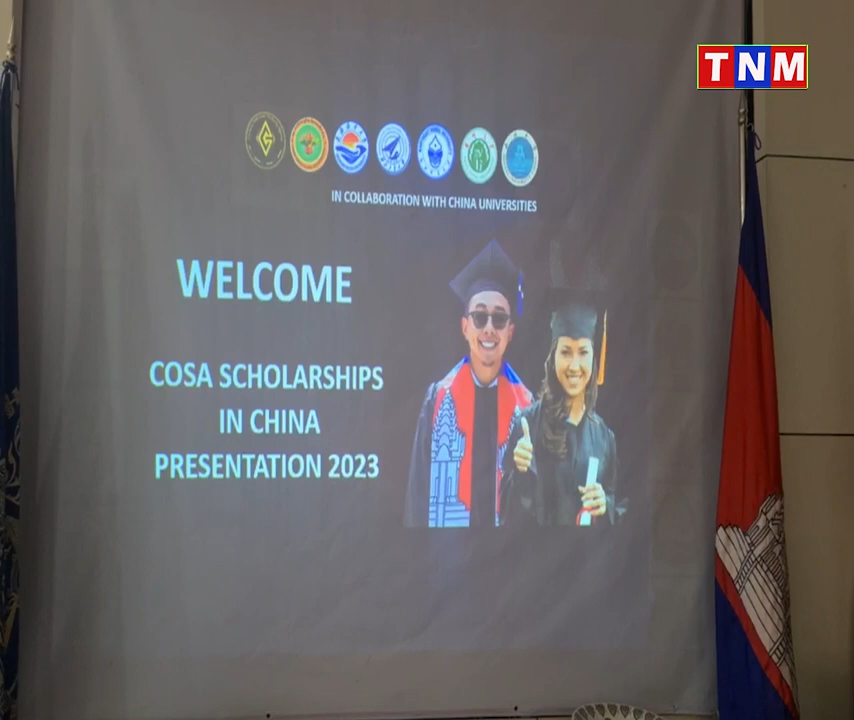 TNM
IN COLLABORATION WITH CHINA UNIVERSITIES
WELCOME
COSA SCHOLARSHIPS
IN CHINA
PRESENTATION 2023